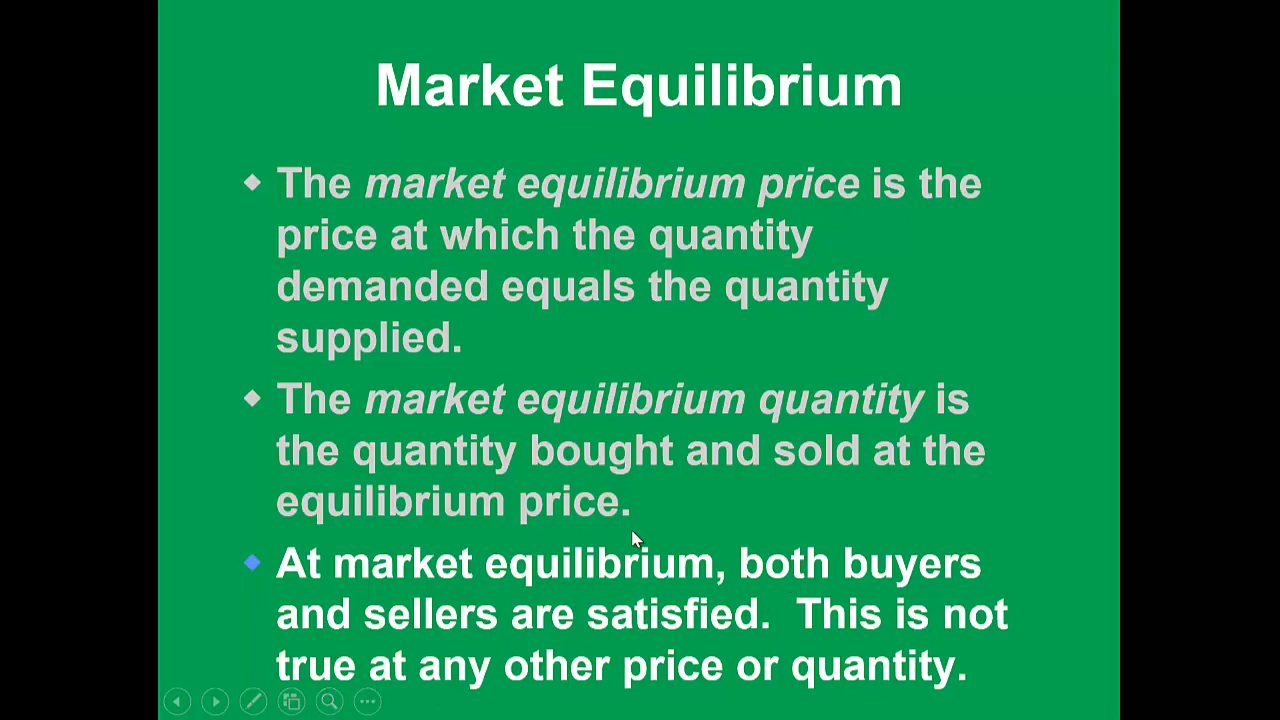 Market Equilibrium
The market equilibrium price is the
price at which the quantity
demanded equals the quantity
supplied.
The market equilibrium quantity is
the quantity bought and sold at the
equilibrium price.
At market equilibrium, both buyers
and sellers are satisfied.  This is not
true at any other price or quantity.